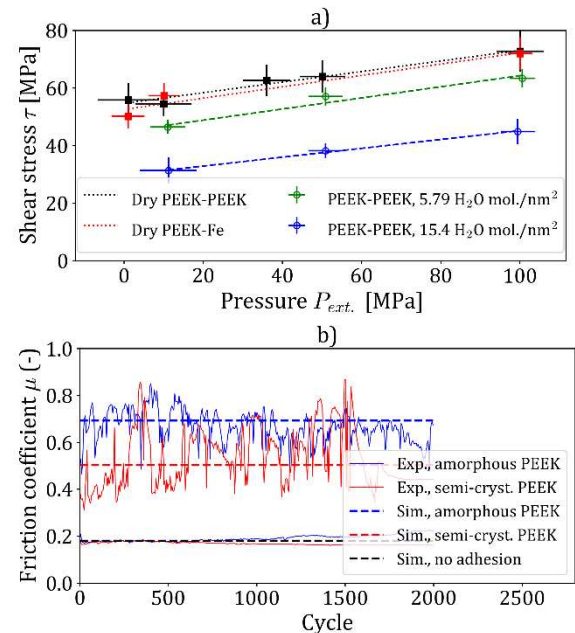 a)
80
60
40
20
0
Shear stress τ [MPa]
Dry PEEK-PEEK
Dry PEEK-Fe
PEEK-PEEK, 5.79 H₂O mol./nm²
PEEK-PEEK, 15.4 H₂O mol./nm²
0 20 40 60 80 100
Pressure P_ext. [MPa]
b)
1.0
0.8
0.6
0.4
0.2
0.0
Friction coefficient μ (-)
Exp., amorphous PEEK
Exp., semi-cryst. PEEK
Sim., amorphous PEEK
Sim., semi-cryst. PEEK
Sim., no adhesion
0 500 1000 1500 2000 2500
Cycle